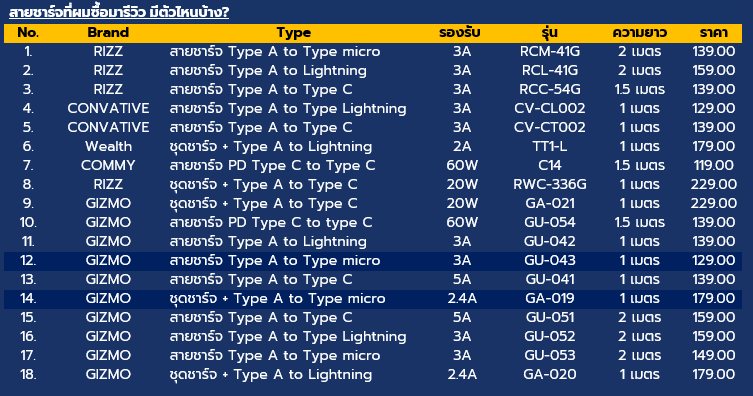 สายชาร์จที่ผมซื้อมารีวิว มีตัวไหนบ้าง?
No. Brand Type รองรับ รุ่น ความยาว ราคา
1. RIZZ สายชาร์จ Type A to Type micro 3A RCM-41G 2 เมตร 139.00
2. RIZZ สายชาร์จ Type A to Lightning 3A RCL-41G 2 เมตร 159.00
3. RIZZ สายชาร์จ Type A to Type C 3A RCC-54G 1.5 เมตร 139.00
4. CONVATIVE สายชาร์จ Type A to Type Lightning 3A CV-CL002 1 เมตร 129.00
5. CONVATIVE สายชาร์จ Type A to Type C 3A CV-CT002 1 เมตร 139.00
6. Wealth ชุดชาร์จ + Type A to Lightning 2A TT1-L 1 เมตร 179.00
7. COMMY สายชาร์จ PD Type C to Type C 60W C14 1.5 เมตร 119.00
8. RIZZ ชุดชาร์จ + Type A to Type C 20W RWC-336G 1 เมตร 229.00
9. GIZMO ชุดชาร์จ + Type A to Type C 20W GA-021 1 เมตร 229.00
10. GIZMO สายชาร์จ PD Type C to type C 60W GU-054 1.5 เมตร 139.00
11. GIZMO สายชาร์จ Type A to Lightning 3A GU-042 1 เมตร 139.00
12. GIZMO สายชาร์จ Type A to Type micro 3A GU-043 1 เมตร 129.00
13. GIZMO สายชาร์จ Type A to Type C 5A GU-041 1 เมตร 139.00
14. GIZMO ชุดชาร์จ + Type A to Type micro 2.4A GA-019 1 เมตร 179.00
15. GIZMO สายชาร์จ Type A to Type C 5A GU-051 2 เมตร 159.00
16. GIZMO สายชาร์จ Type A to Type Lightning 3A GU-052 2 เมตร 159.00
17. GIZMO สายชาร์จ Type A to Type micro 3A GU-053 2 เมตร 149.00
18. GIZMO ชุดชาร์จ + Type A to Lightning 2.4A GA-020 1 เมตร 179.00